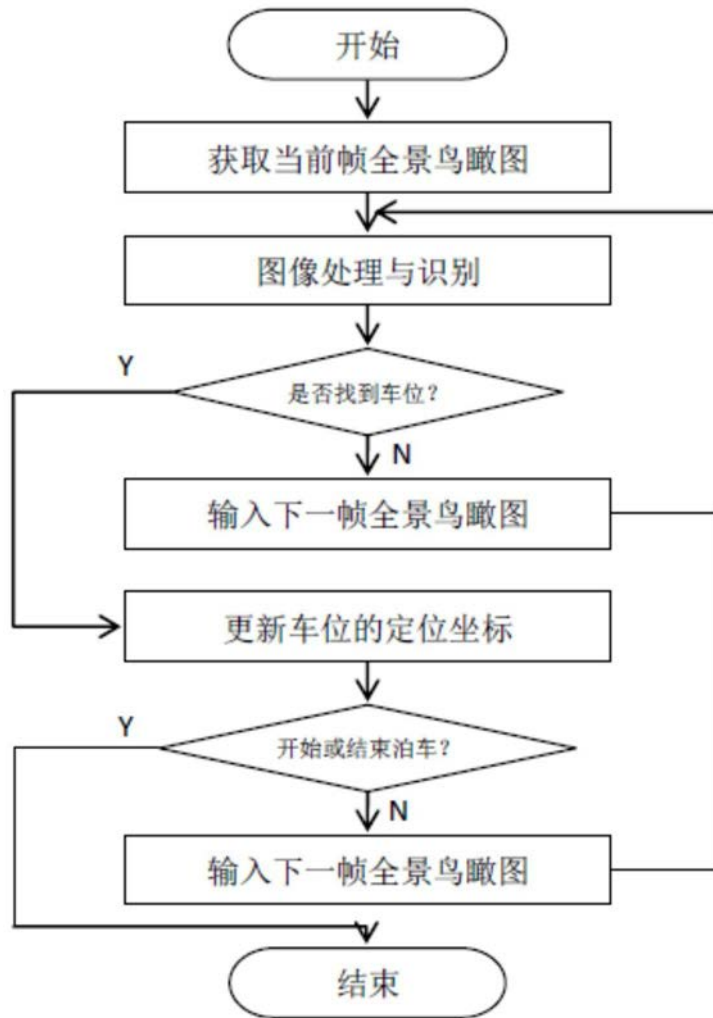 开始
获取当前帧全景鸟瞰图
图像处理与识别
Y
是否找到车位?
N
输入下一帧全景鸟瞰图
更新车位的定位坐标
Y
开始或结束泊车?
N
输入下一帧全景鸟瞰图
结束